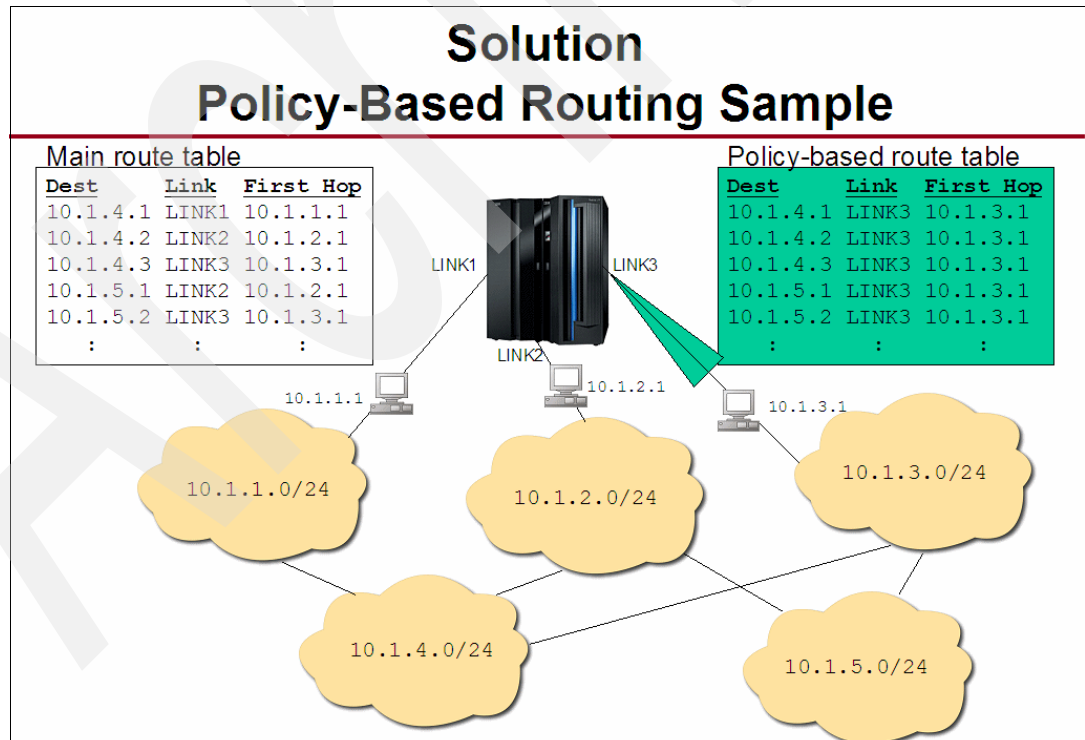 Solution
Policy-Based Routing Sample
Main route table
Dest Link First Hop
10.1.4.1 LINK1 10.1.1.1
10.1.4.2 LINK2 10.1.2.1
10.1.4.3 LINK3 10.1.3.1
10.1.5.1 LINK2 10.1.2.1
10.1.5.2 LINK3 10.1.3.1
: : :
Policy-based route table
Dest Link First Hop
10.1.4.1 LINK3 10.1.3.1
10.1.4.2 LINK3 10.1.3.1
10.1.4.3 LINK3 10.1.3.1
10.1.5.1 LINK3 10.1.3.1
10.1.5.2 LINK3 10.1.3.1
: : :
LINK1
LINK3
LINK2
10.1.1.1
10.1.2.1
10.1.3.1
10.1.1.0/24
10.1.2.0/24
10.1.3.0/24
10.1.4.0/24
10.1.5.0/24